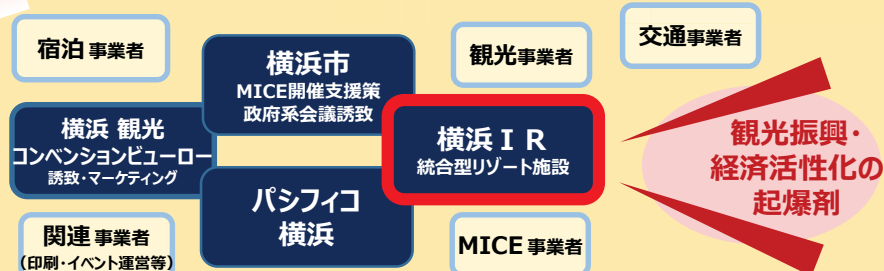 宿泊 事業者
横浜市
MICE開催支援策
政府系会議誘致
観光事業者
交通事業者
横浜 観光
コンベンションビューロー
誘致・マーケティング
横浜ＩＲ
統合型リゾート施設
観光振興・
経済活性化の
起爆剤
パシフィコ
横浜
関連 事業者
(印刷・イベント運営等)
MICE 事業者